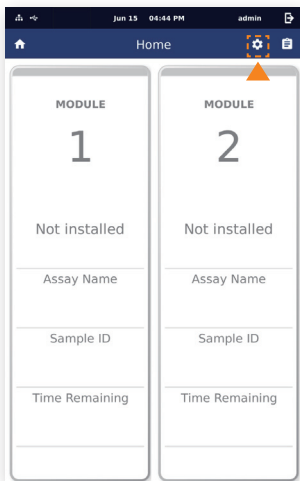 Jun 15 04:44 PM admin
Home
MODULE
1
Not installed
Assay Name
Sample ID
Time Remaining
MODULE
2
Not installed
Assay Name
Sample ID
Time Remaining